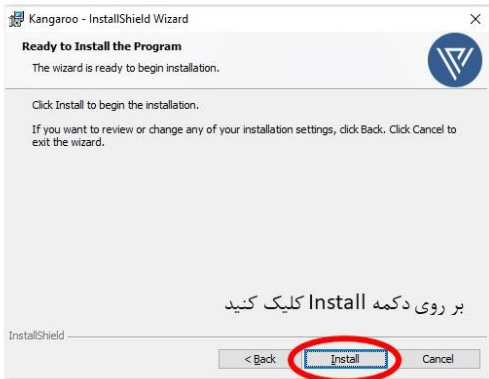 Kangaroo - InstallShield Wizard
Ready to Install the Program
The wizard is ready to begin installation.
Click Install to begin the installation.
If you want to review or change any of your installation settings, click Back. Click Cancel to
exit the wizard.
بر روی دکمه Install کلیک کنید
InstallShield
< Back Install Cancel